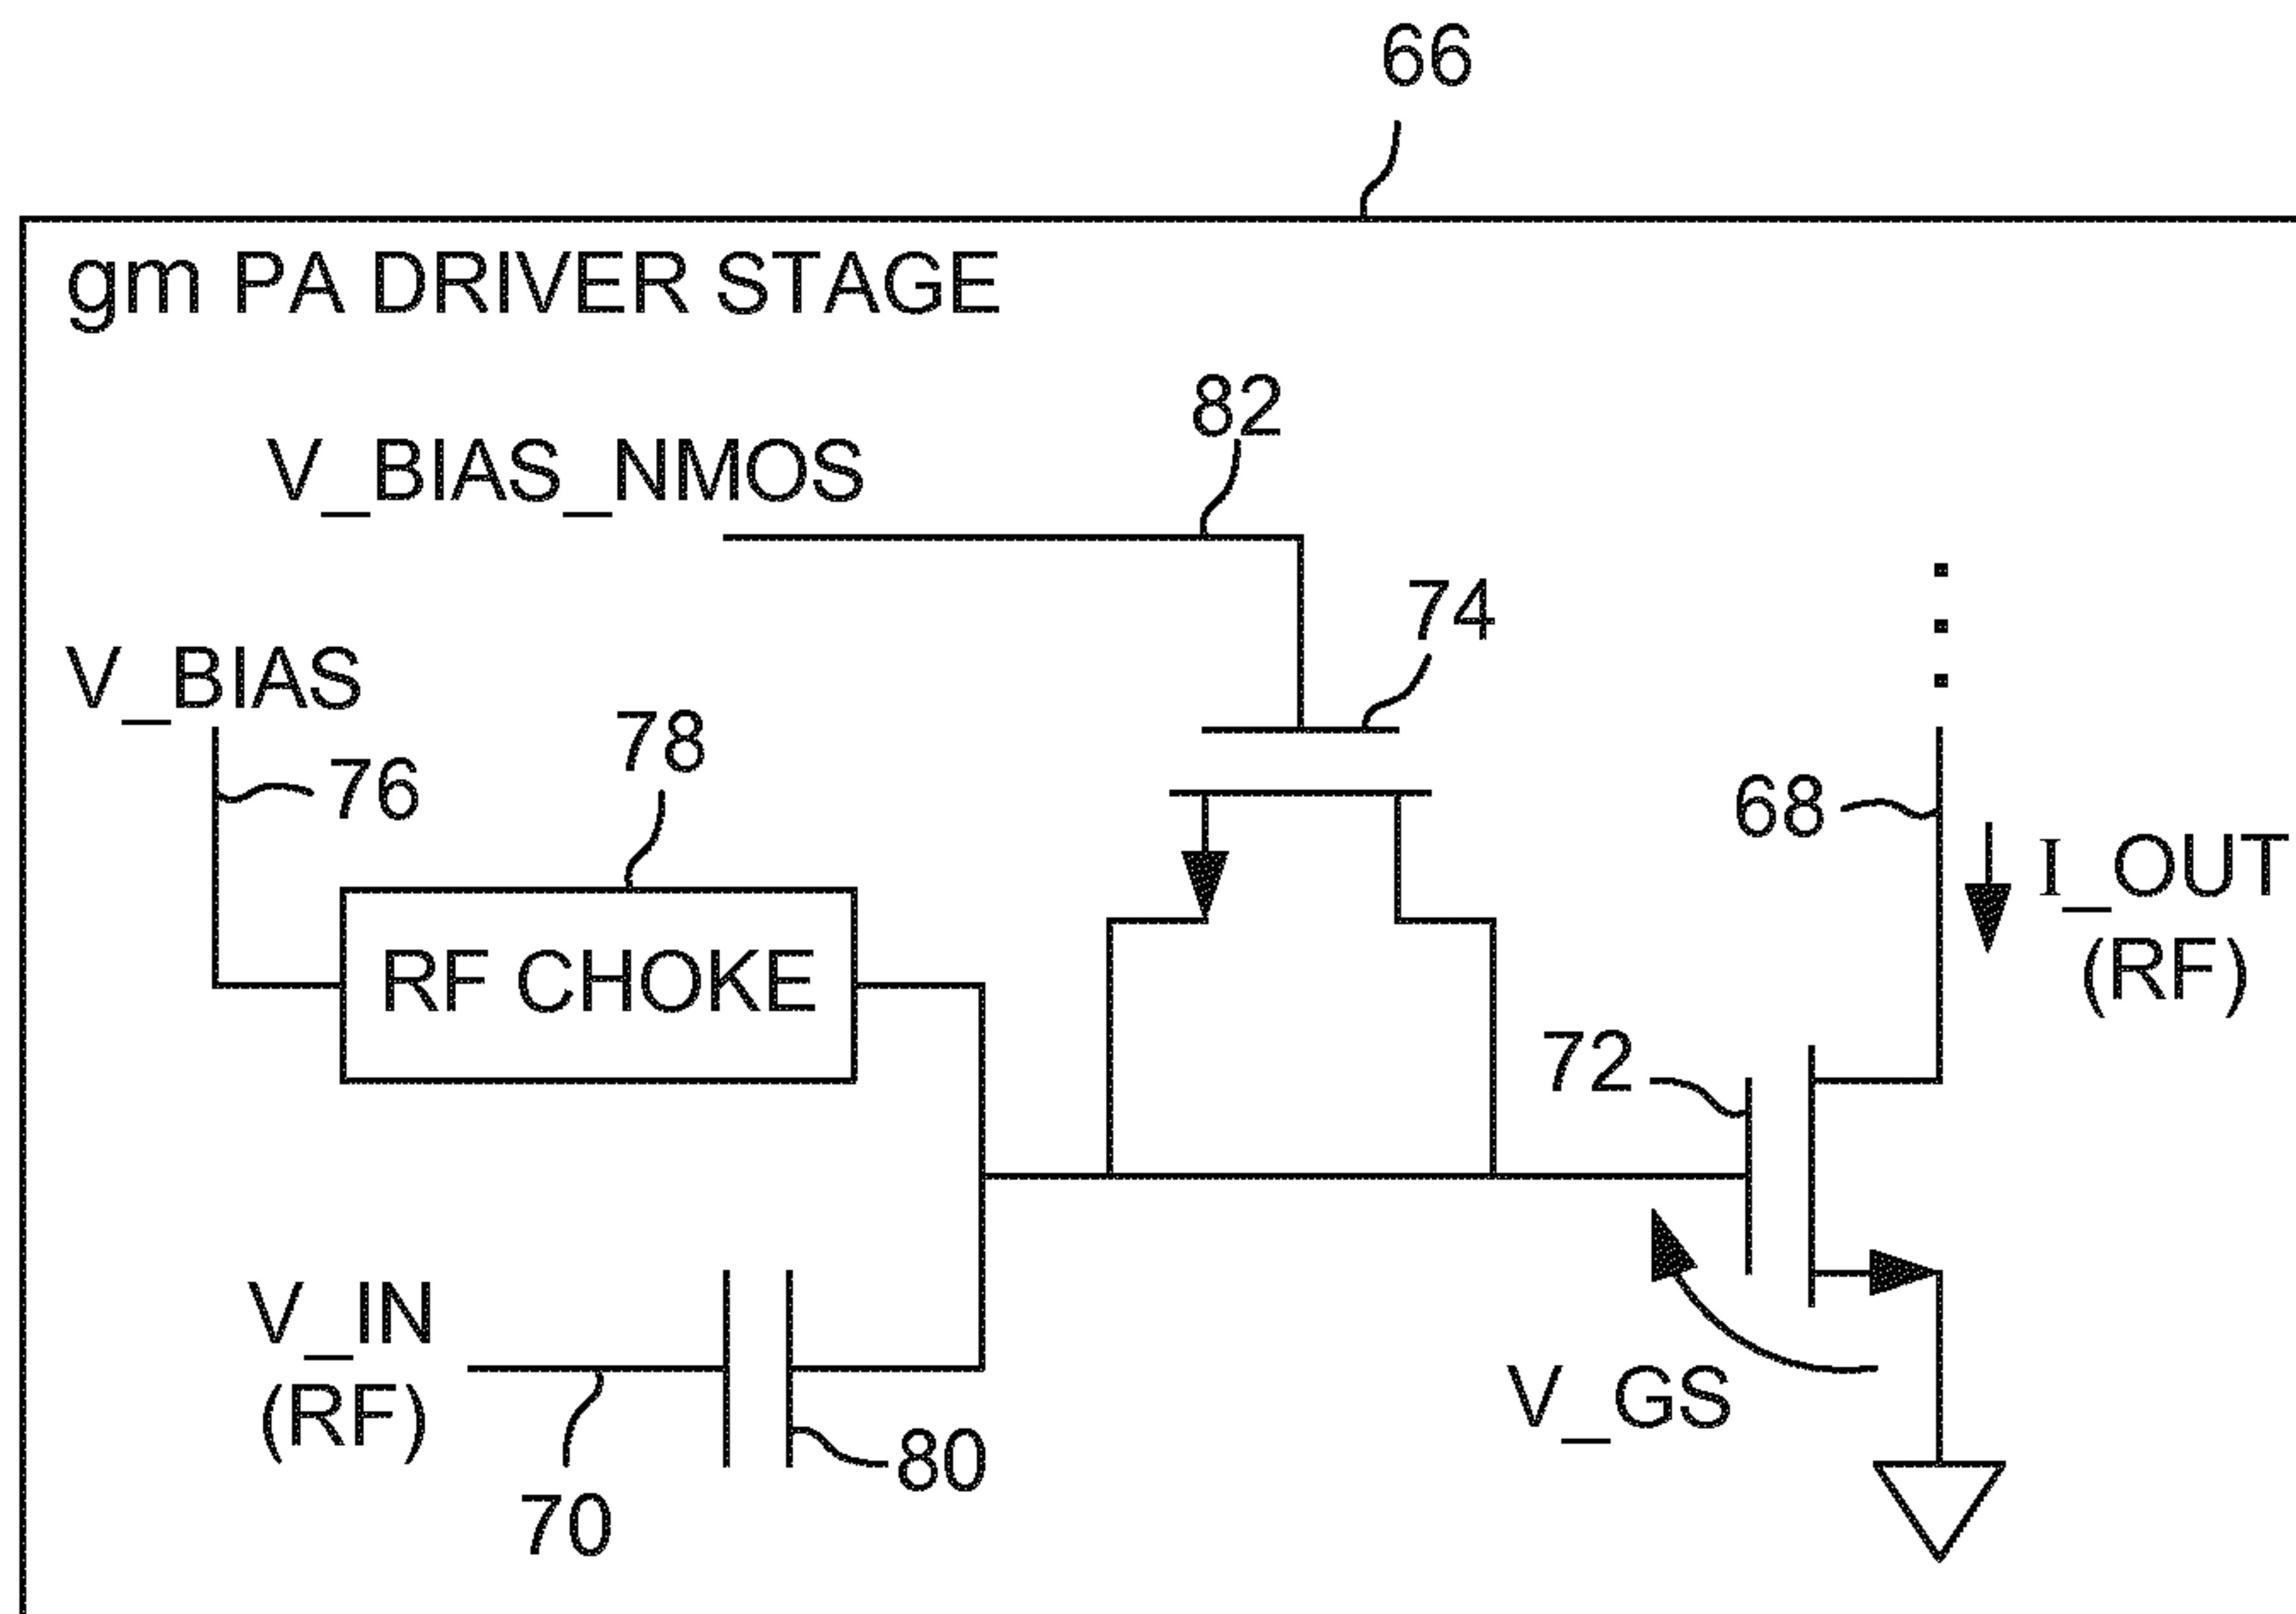 66
gm PA DRIVER STAGE
82
V_BIAS_NMOS
74
V_BIAS
78
76
68
I_OUT
(RF)
RF CHOKE
72
V_IN
(RF)
V_GS
80
70